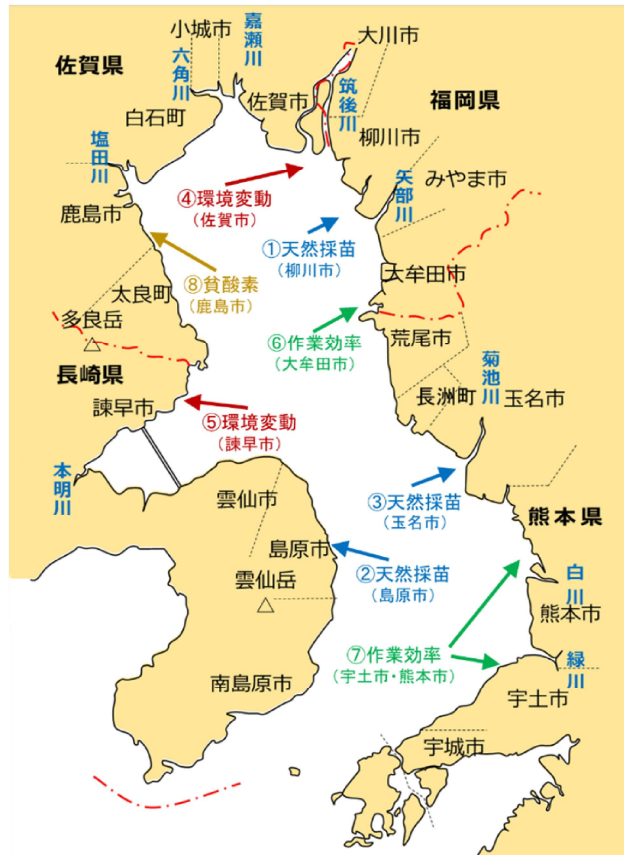 小城市
嘉瀬川
大川市
佐賀県
六角川
佐賀市
筑後川
福岡県
白石町
柳川市
塩田川
矢部川
みやま市
④環境変動
(佐賀市)
鹿島市
①天然採苗
(柳川市)
大牟田市
⑧貧酸素
(鹿島市)
太良町
多良岳
⑥作業効率
(大牟田市)
荒尾市
菊池川
長崎県
長洲町
玉名市
諫早市
⑤環境変動
(諫早市)
本明川
雲仙市
③天然採苗
(玉名市)
熊本県
島原市
②天然採苗
(島原市)
雲仙岳
白川
熊本市
⑦作業効率
(宇土市・熊本市)
緑川
南島原市
宇土市
宇城市